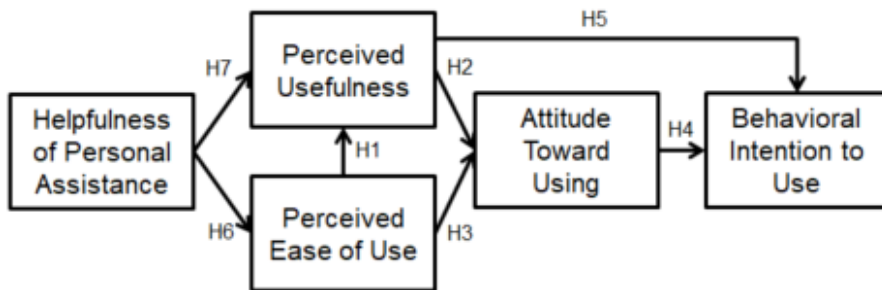 H5
Perceived
Usefulness
H7
H2
Helpfulness
of Personal
Assistance
Attitude
Toward
Using
H4
Behavioral
Intention to
Use
H1
Perceived
Ease of Use
H6
H3